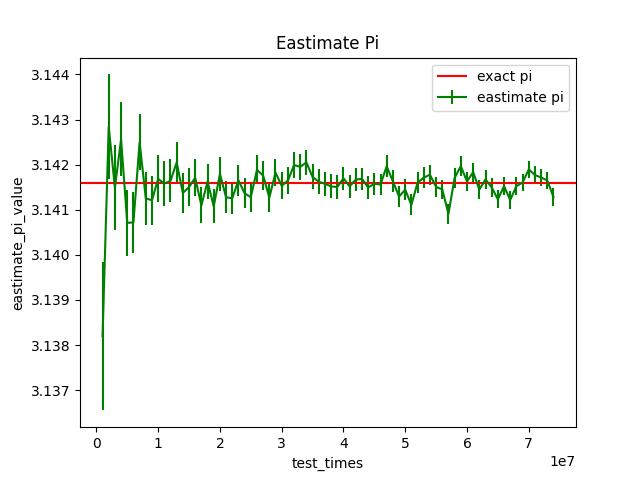 Eastimate Pi
exact pi
eastimate pi
3.144
3.143
3.142
3.141
3.140
3.139
3.138
3.137
eastimate_pi_value
0 1 2 3 4 5 6 7
1e7
test_times